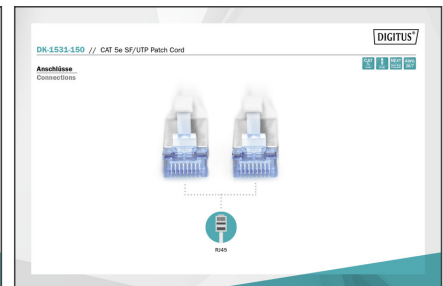 DIGITUS®
DK-1531-150 // CAT 5e SF/UTP Patch Cord
Anschlüsse
Connections
RJ45